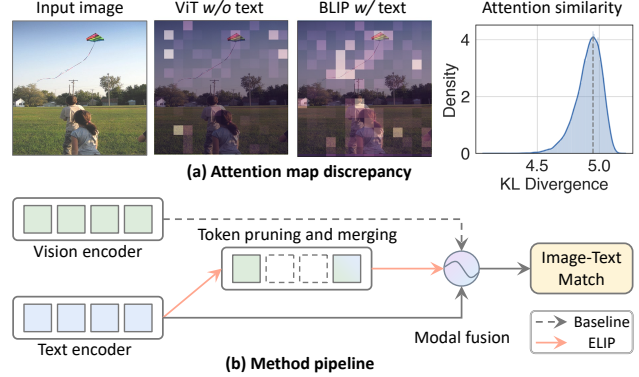 Input image
ViT w/o text
BLIP w/ text
Attention similarity
Density
4
2
0
4.5
5.0
KL Divergence
(a) Attention map discrepancy
Vision encoder
Token pruning and merging
Image-Text
Match
Text encoder
Modal fusion
Baseline
ELIP
(b) Method pipeline